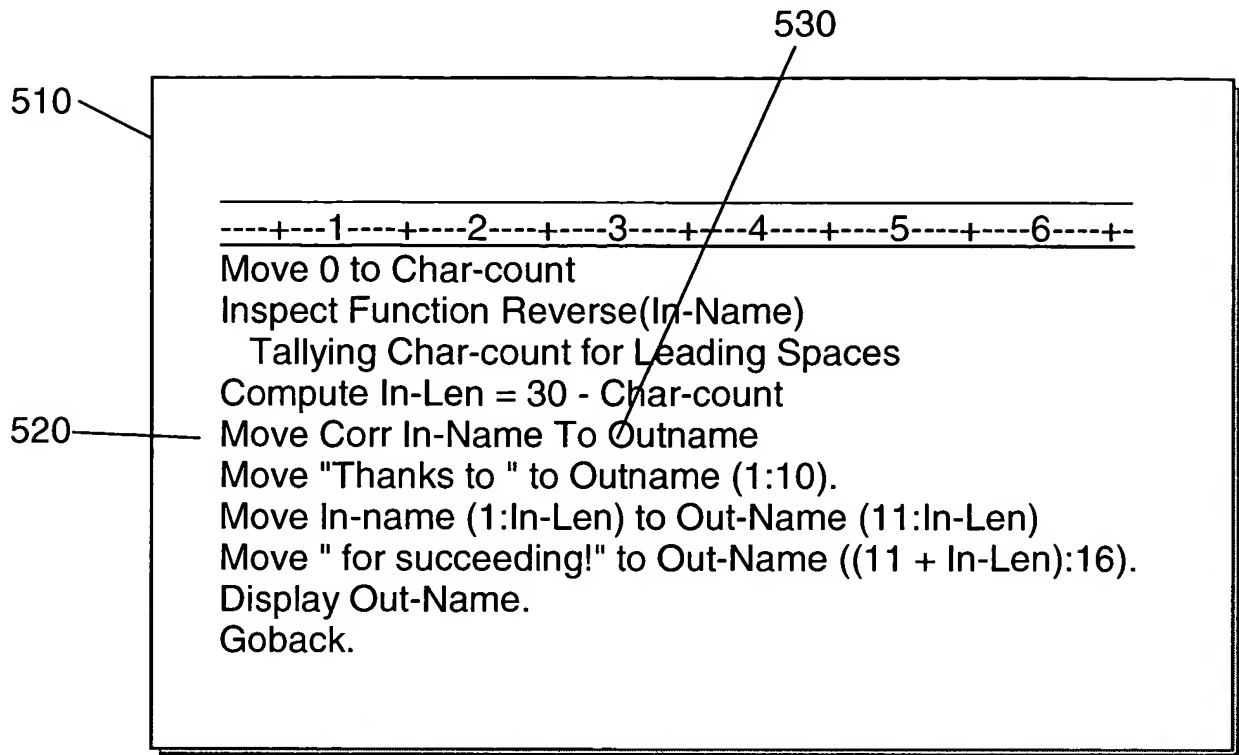 530
510
----+---1----+----2----+----3----+----4----+----5----+----6----+-
Move 0 to Char-count
Inspect Function Reverse(In-Name)
Tallying Char-count for Leading Spaces
Compute In-Len = 30 - Char-count
520
Move Corr In-Name To Outname
Move "Thanks to " to Outname (1:10).
Move In-name (1:In-Len) to Out-Name (11:In-Len)
Move " for succeeding!" to Out-Name ((11 + In-Len):16).
Display Out-Name.
Goback.